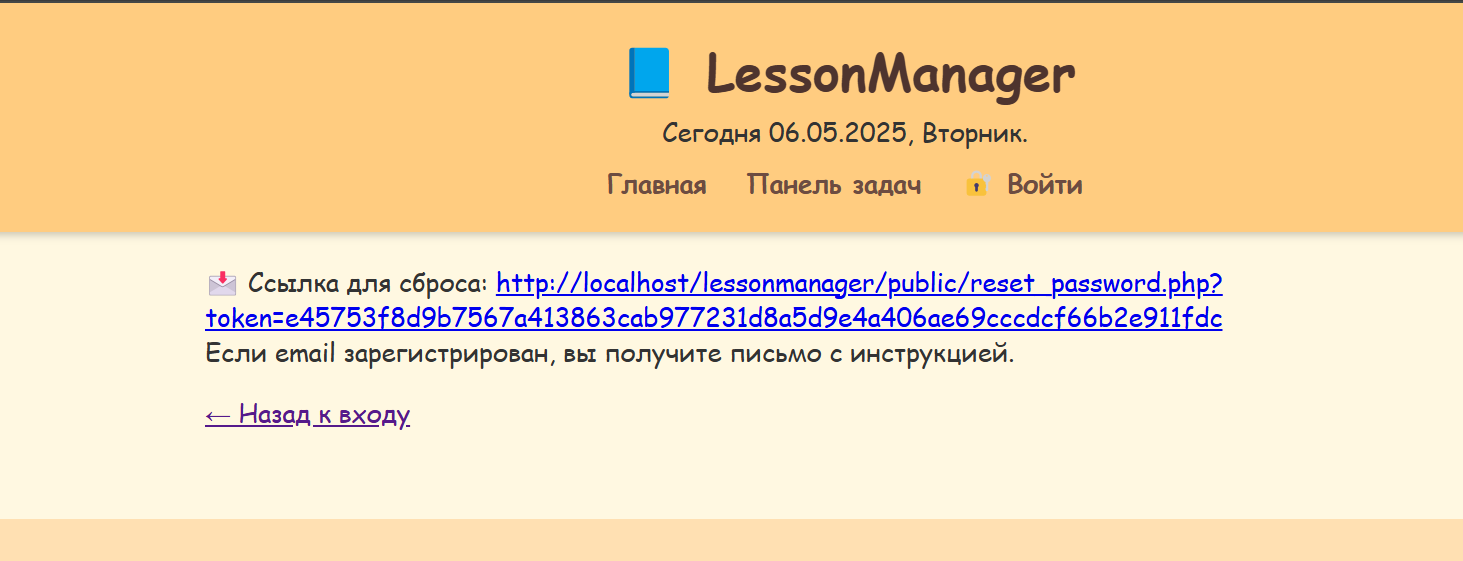 LessonManager
Сегодня 06.05.2025, Вторник.
Главная Панель задач Войти
Ссылка для сброса: http://localhost/lessonmanager/public/reset_password.php?
token=e45753f8d9b7567a413863cab977231d8a5d9e4a406ae69cccdcf66b2e911fdc
Если email зарегистрирован, вы получите письмо с инструкцией.
← Назад к входу